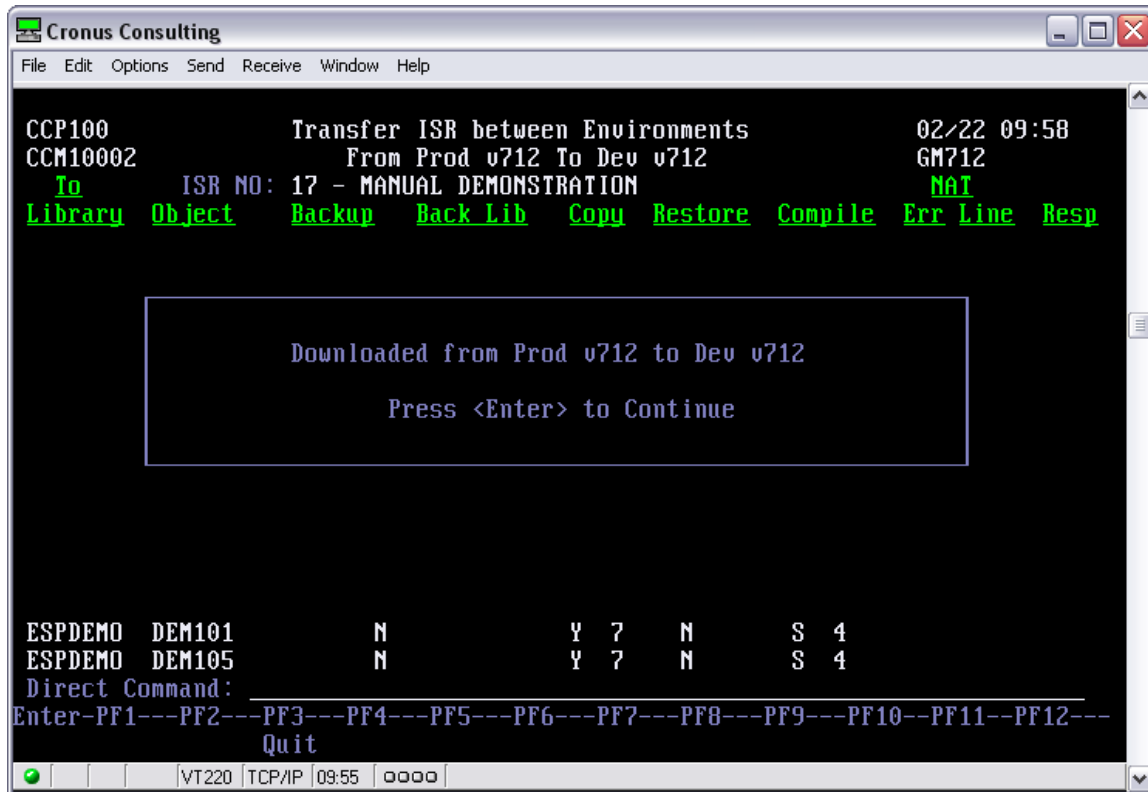 Cronus Consulting
File Edit Options Send Receive Window Help
CCP100 Transfer ISR between Environments 02/22 09:58
CCM10002 From Prod v712 To Dev v712 GM712
To ISR NO: 17 - MANUAL DEMONSTRATION NAT
Library Object Backup Back Lib Copy Restore Compile Err Line Resp
Downloaded from Prod v712 to Dev v712
Press <Enter> to Continue
ESPDEMO DEM101 N Y 7 N S 4
ESPDEMO DEM105 N Y 7 N S 4
Direct Command: ___
Enter-PF1---PF2---PF3---PF4---PF5---PF6---PF7---PF8---PF9---PF10--PF11--PF12---
Quit
VT220 TCP/IP 09:55